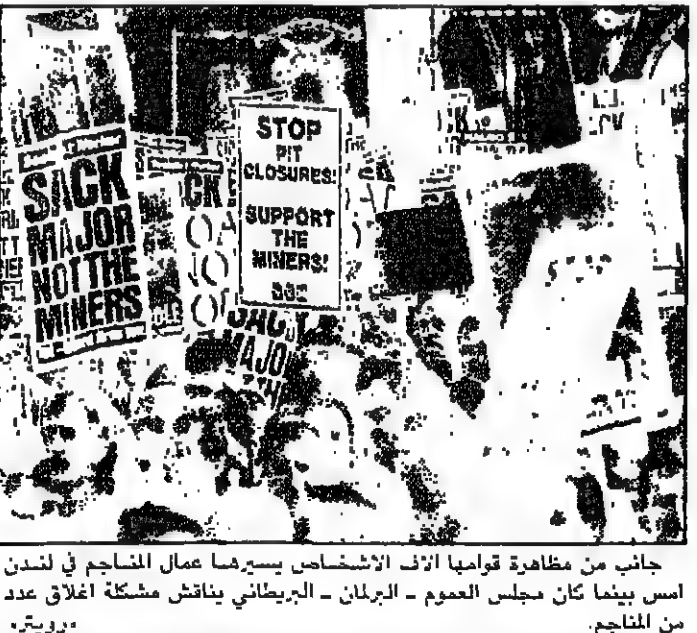 SACK
MAJOR
NOT THE
MINERS
STOP
PIT
CLOSURES!
SUPPORT
THE
MINERS!
جانب من مظاهرة قوامها الاف الاشخاص يسيرها عمال المناجم في لندن
امس بينما كان مجلس العموم - البرلمان - البريطاني يناقش مشكلة اغلاق عدد
من المناجم. «رويتر»